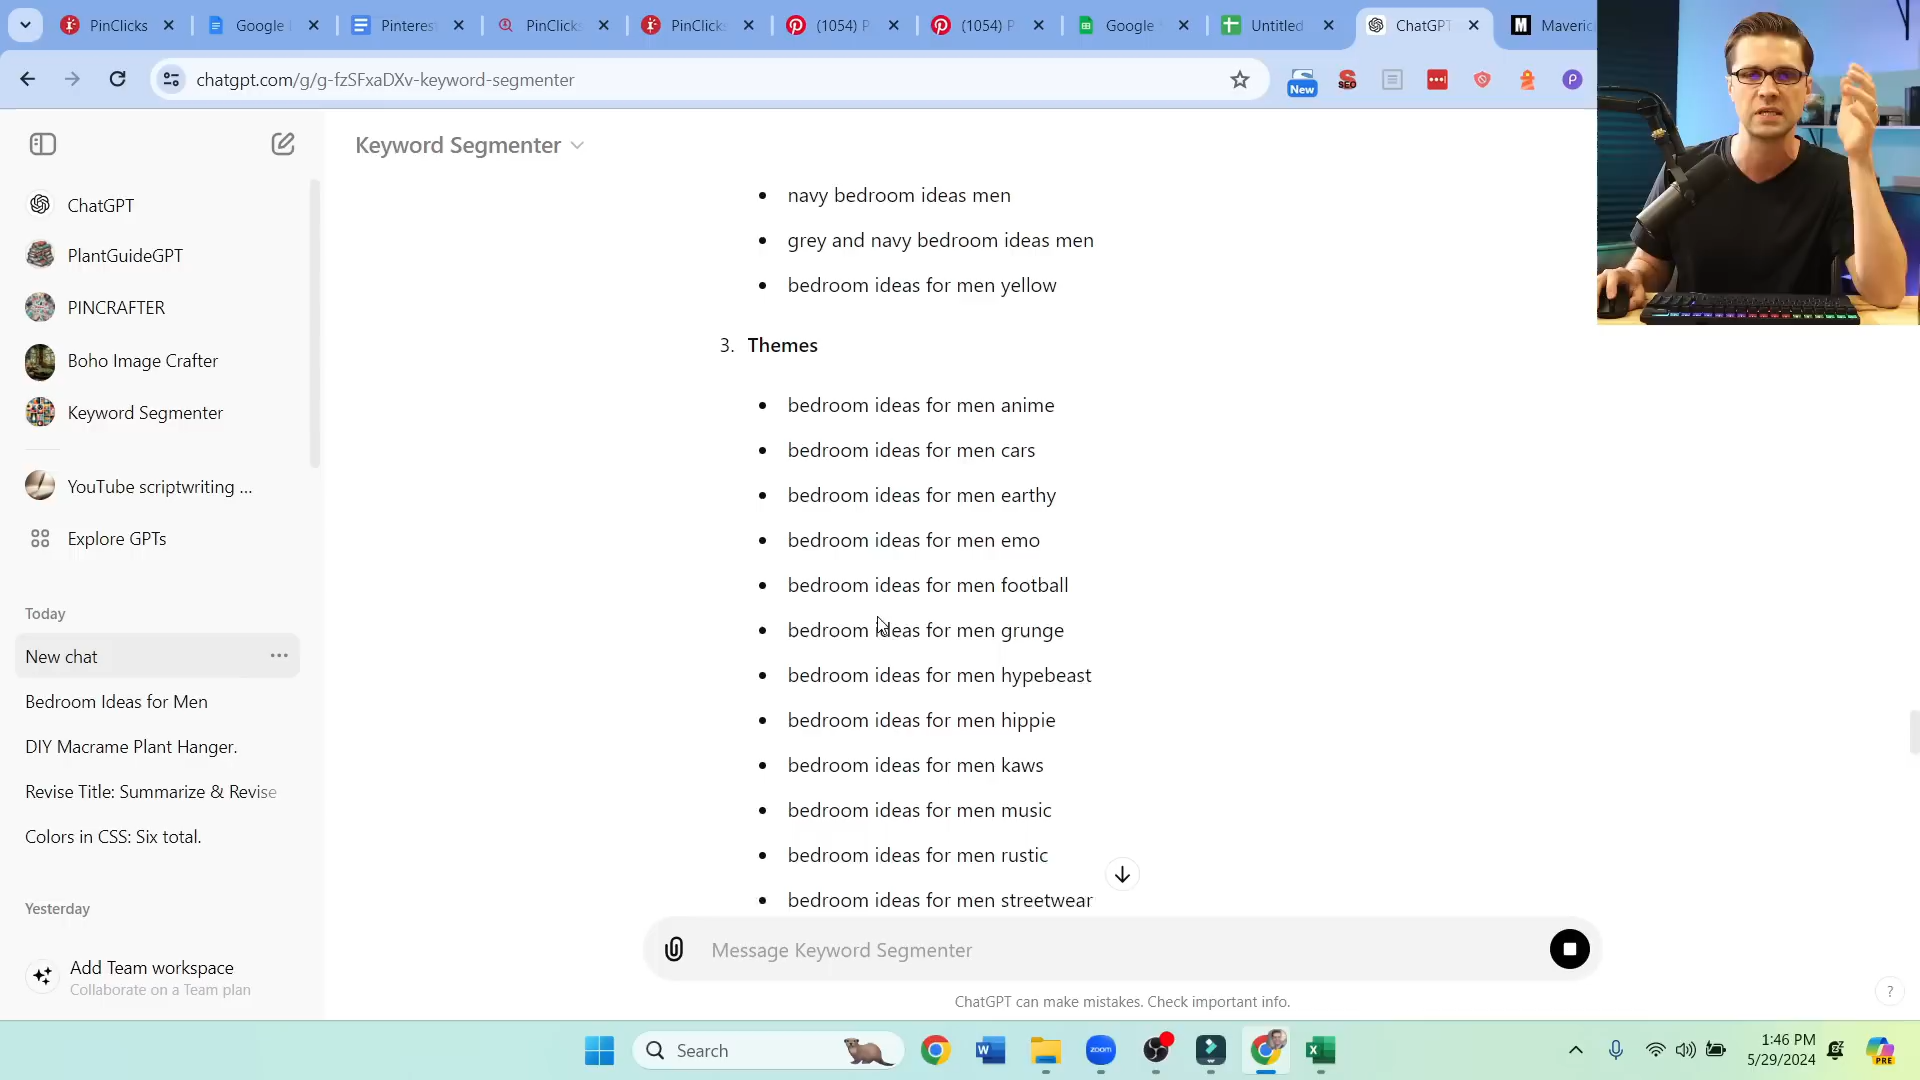 PinClicks
Google
Pinteres
PinClicks
PinClicks
(1054) P
(1054) P
Google
Untitled
ChatGPT
Maveric
chatgpt.com/g/g-fzSFxaDXv-keyword-segmenter
New
SEO
P
Keyword Segmenter
ChatGPT
PlantGuideGPT
PINCRAFTER
Boho Image Crafter
Keyword Segmenter
YouTube scriptwriting ...
Explore GPTs
Today
New chat
Bedroom Ideas for Men
DIY Macrame Plant Hanger.
Revise Title: Summarize & Revise
Colors in CSS: Six total.
Yesterday
Add Team workspace
Collaborate on a Team plan
navy bedroom ideas men
grey and navy bedroom ideas men
bedroom ideas for men yellow
3. Themes
bedroom ideas for men anime
bedroom ideas for men cars
bedroom ideas for men earthy
bedroom ideas for men emo
bedroom ideas for men football
bedroom ideas for men grunge
bedroom ideas for men hypebeast
bedroom ideas for men hippie
bedroom ideas for men kaws
bedroom ideas for men music
bedroom ideas for men rustic
bedroom ideas for men streetwear
Message Keyword Segmenter
ChatGPT can make mistakes. Check important info.
?
Search
zoom
1:46 PM
5/29/2024
PRE